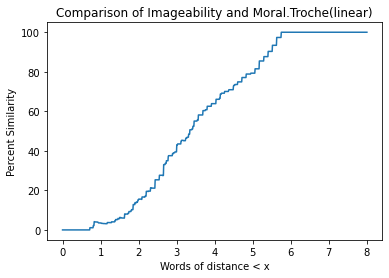 Comparison of Imageability and Moral.Troche(linear)
100
80
60
40
20
0
Percent Similarity
0 1 2 3 4 5 6 7 8
Words of distance < x